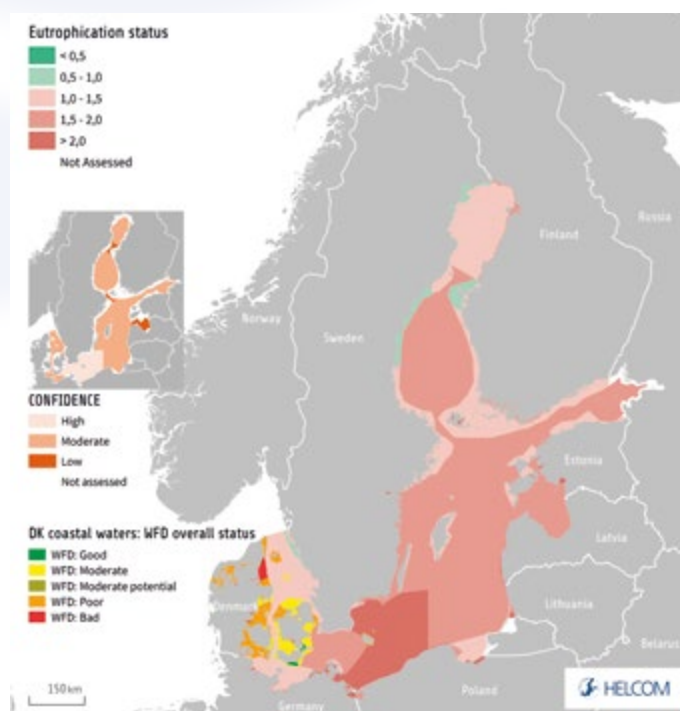 Eutrophication status
< 0,5
0,5 - 1,0
1,0 - 1,5
1,5 - 2,0
> 2,0
Not Assessed
Russia
Finland
Norway
Sweden
CONFIDENCE
High
Moderate
Low
Not assessed
Estonia
Latvia
DK coastal waters: WFD overall status
WFD: Good
WFD: Moderate
WFD: Moderate potential
WFD: Poor
WFD: Bad
Denmark
Lithuania
Belarus
150 km
Germany
Poland
HELCOM